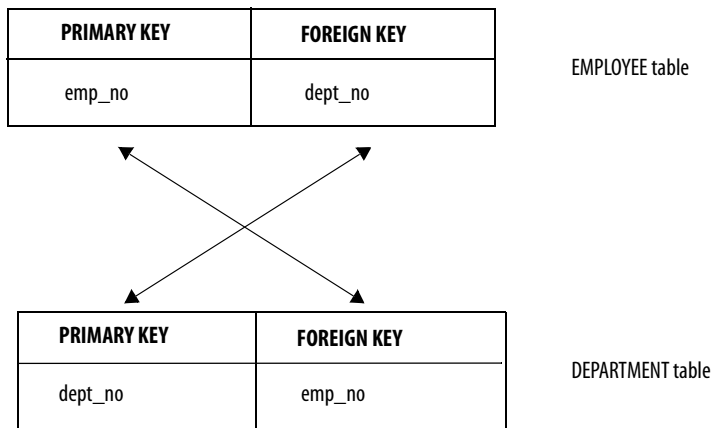 PRIMARY KEY FOREIGN KEY
EMPLOYEE table
emp_no dept_no
PRIMARY KEY FOREIGN KEY
DEPARTMENT table
dept_no emp_no